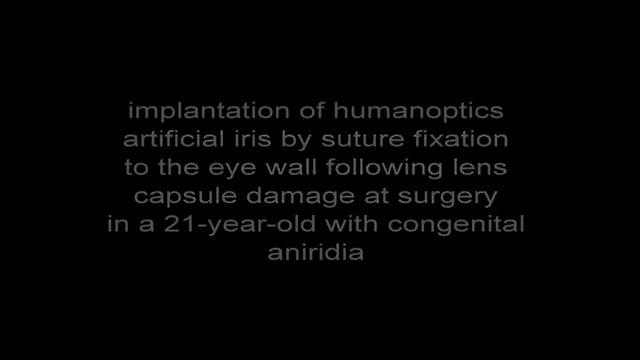 implantation of humanoptics
artificial iris by suture fixation
to the eye wall following lens
capsule damage at surgery
in a 21-year-old with congenital
aniridia